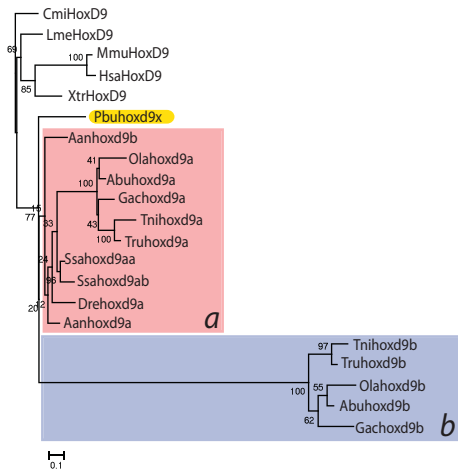 CmiHoxD9
69
LmeHoxD9
MmuHoxD9
100
HsaHoxD9
85
XtrHoxD9
Pbuhoxd9x
Aanhoxd9b
41
Olahoxd9a
100
Abuhoxd9a
Gachoxd9a
15
77
33
43
Tnihoxd9a
100
Truhoxd9a
24
Ssahoxd9aa
96
Ssahoxd9ab
20
12
Drehoxd9a
Aanhoxd9a
a
97
Tnihoxd9b
Truhoxd9b
100
55
Olahoxd9b
Abuhoxd9b
62
Gachoxd9b
b
0.1